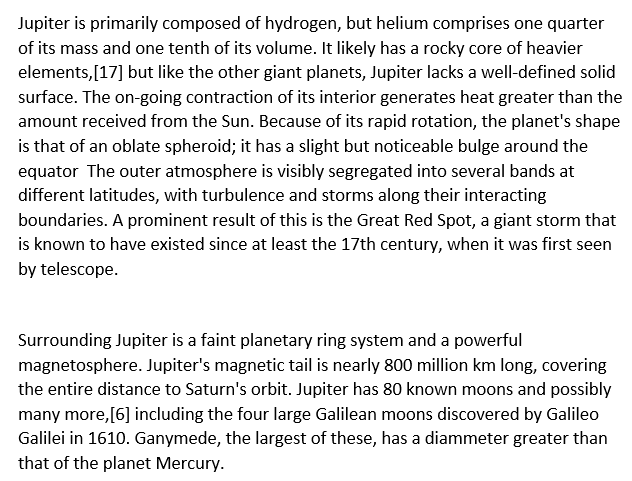 Jupiter is primarily composed of hydrogen, but helium comprises one quarter
of its mass and one tenth of its volume. It likely has a rocky core of heavier
elements,[17] but like the other giant planets, Jupiter lacks a well-defined solid
surface. The on-going contraction of its interior generates heat greater than the
amount received from the Sun. Because of its rapid rotation, the planet's shape
is that of an oblate spheroid; it has a slight but noticeable bulge around the
equator  The outer atmosphere is visibly segregated into several bands at
different latitudes, with turbulence and storms along their interacting
boundaries. A prominent result of this is the Great Red Spot, a giant storm that
is known to have existed since at least the 17th century, when it was first seen
by telescope.
Surrounding Jupiter is a faint planetary ring system and a powerful
magnetosphere. Jupiter's magnetic tail is nearly 800 million km long, covering
the entire distance to Saturn's orbit. Jupiter has 80 known moons and possibly
many more,[6] including the four large Galilean moons discovered by Galileo
Galilei in 1610. Ganymede, the largest of these, has a diammeter greater than
that of the planet Mercury.